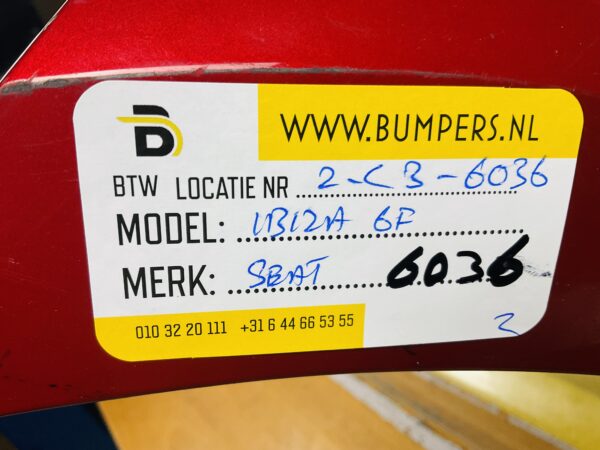 WWW.BUMPERS.NL
BTW LOCATIE NR 2-CB-6036
MODEL: IBIZA 6F
MERK: SEAT 6036
010 32 20 111 +31 6 44 66 53 55
2